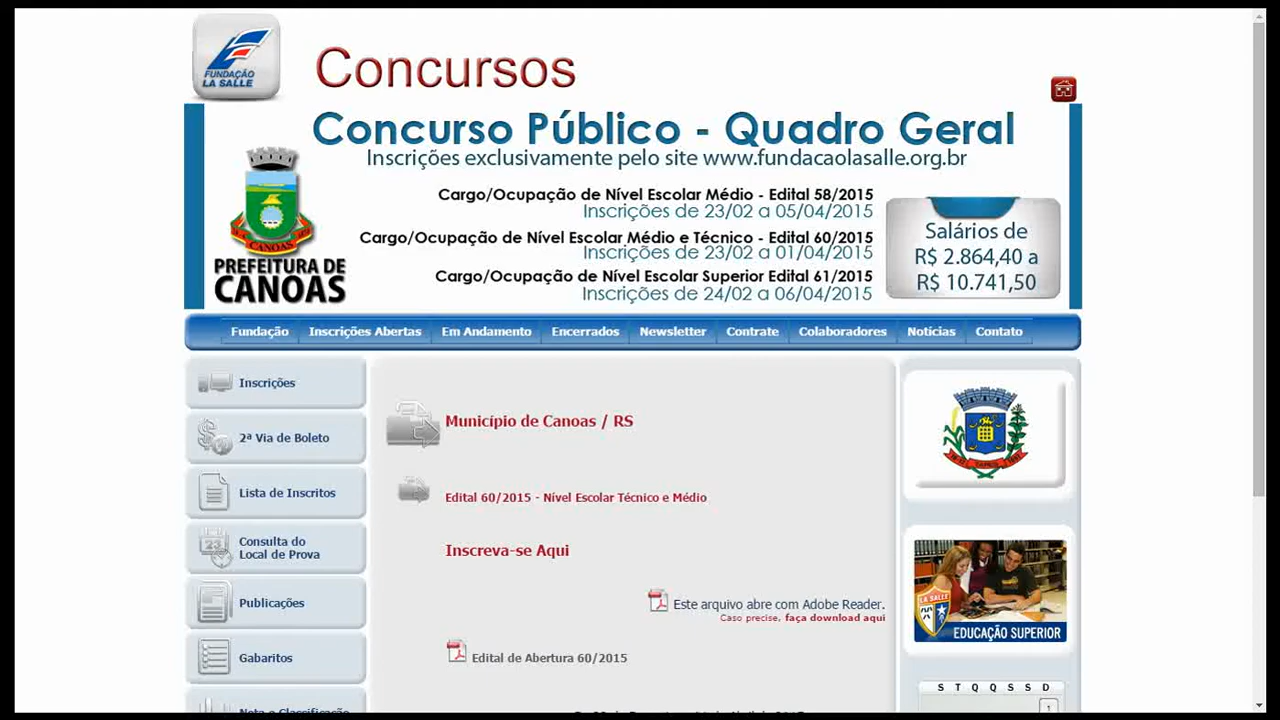 FUNDAÇÃO
LA SALLE
Concursos
Concurso Público - Quadro Geral
Inscrições exclusivamente pelo site www.fundacaolasalle.org.br
Cargo/Ocupação de Nível Escolar Médio - Edital 58/2015
Inscrições de 23/02 a 05/04/2015
Cargo/Ocupação de Nível Escolar Médio e Técnico - Edital 60/2015
Inscrições de 23/02 a 01/04/2015
Cargo/Ocupação de Nível Escolar Superior Edital 61/2015
Inscrições de 24/02 a 06/04/2015
Salários de
R$ 2.864,40 a
R$ 10.741,50
CANOAS
PREFEITURA DE
CANOAS
Fundação Inscrições Abertas Em Andamento Encerrados Newsletter Contrate Colaboradores Notícias Contato
Inscrições
2ª Via de Boleto
Lista de Inscritos
23
Consulta do
Local de Prova
Publicações
Gabaritos
Nota e Classificação
Município de Canoas / RS
Edital 60/2015 - Nível Escolar Técnico e Médio
Inscreva-se Aqui
Este arquivo abre com Adobe Reader.
Caso precise, faça download aqui
Edital de Abertura 60/2015
LA SALLE
EDUCAÇÃO SUPERIOR
S T Q Q S S D
1